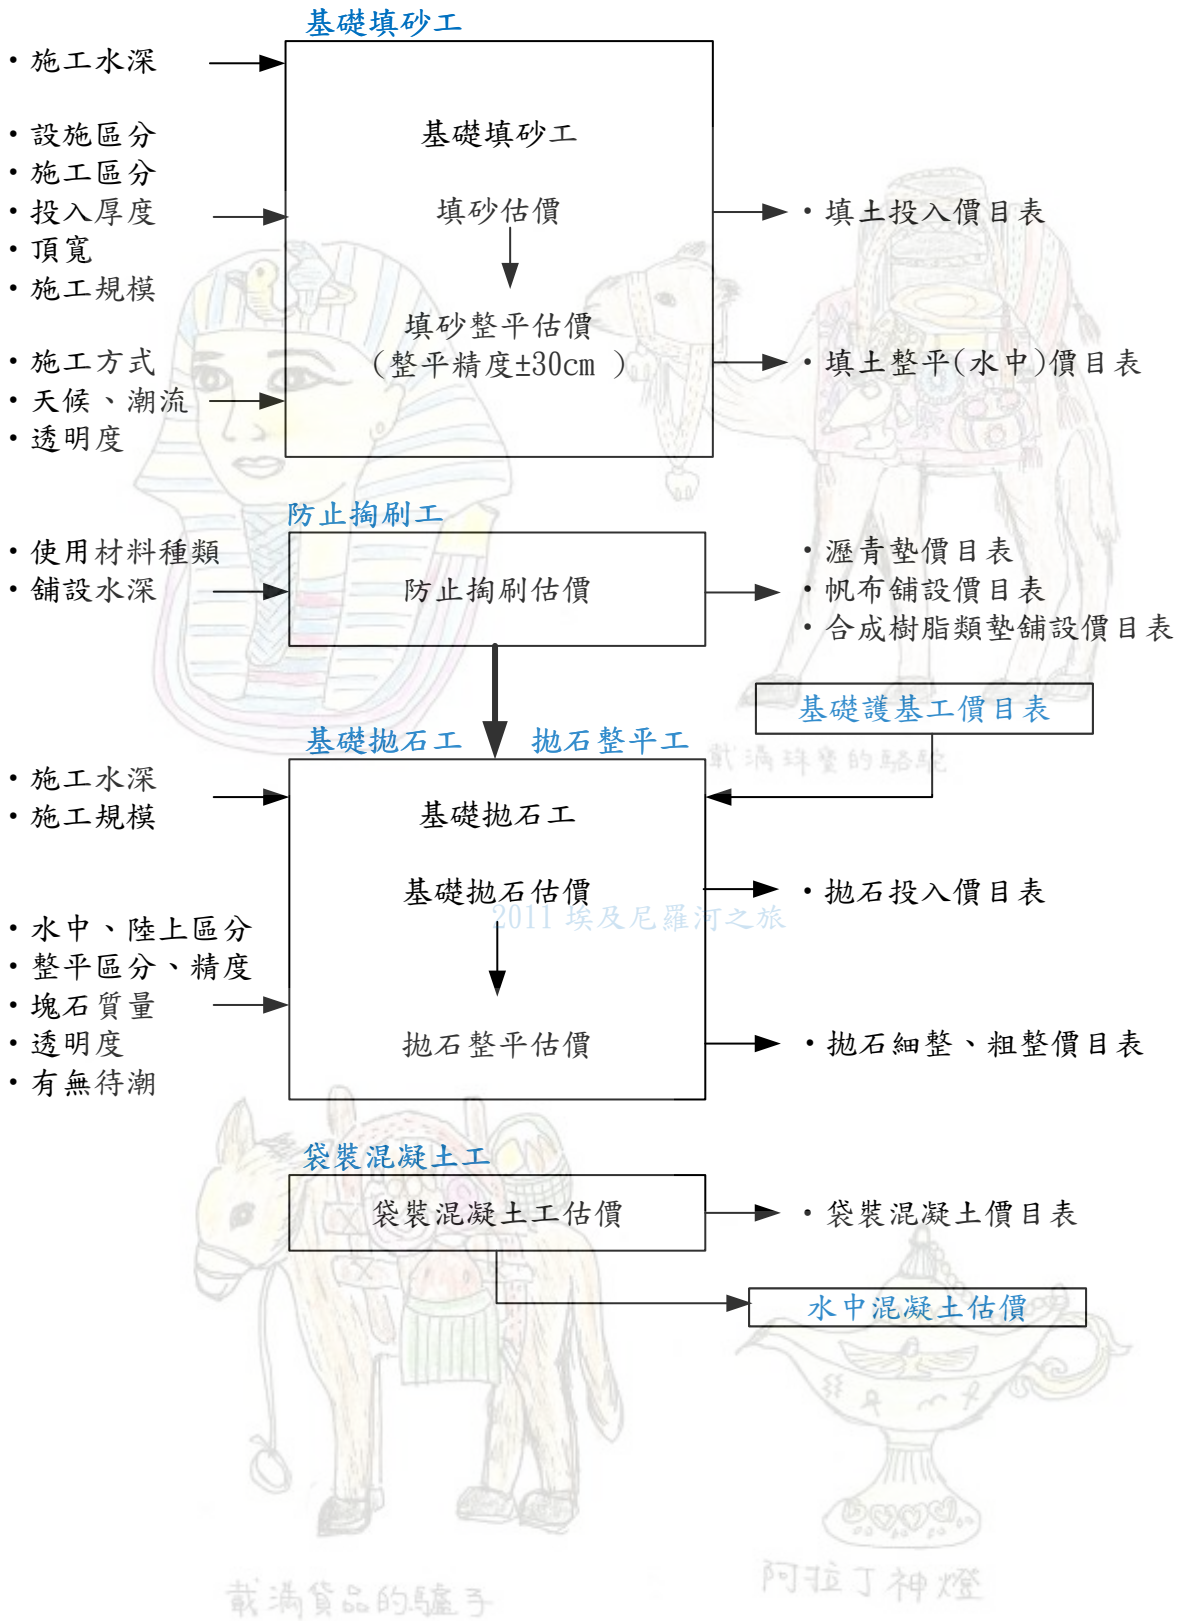 基礎填砂工
・施工水深
・設施區分
・施工區分
・投入厚度
・頂寬
・施工規模
・施工方式
・天候、潮流
・透明度
基礎填砂工
填砂估價
填砂整平估價
(整平精度±30cm )
・填土投入價目表
・填土整平(水中)價目表
防止掏刷工
・使用材料種類
・舖設水深
防止掏刷估價
・瀝青墊價目表
・帆布舖設價目表
・合成樹脂類墊舖設價目表
基礎護基工價目表
載滿珠寶的駱駝
基礎拋石工
拋石整平工
・施工水深
・施工規模
・水中、陸上區分
・整平區分、精度
・塊石質量
・透明度
・有無待潮
基礎拋石工
基礎拋石估價
2011 埃及尼羅河之旅
拋石整平估價
・拋石投入價目表
・拋石細整、粗整價目表
袋裝混凝土工
袋裝混凝土工估價
・袋裝混凝土價目表
水中混凝土估價
載滿貨品的驢子
阿拉丁神燈